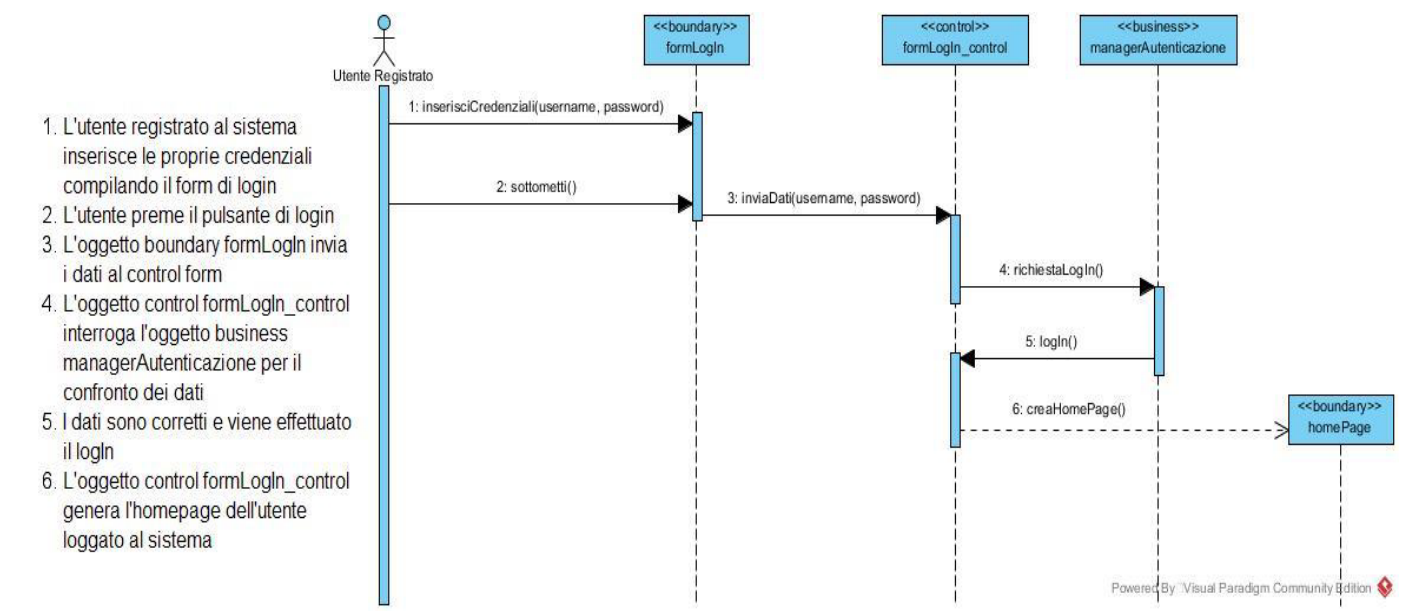 <<boundary>>
formLogIn
<<control>>
formLogIn_control
<<business>>
managerAutenticazione
Utente Registrato
1: inserisciCredenziali(username, password)
2: sottometti()
3: inviaDati(username, password)
4: richiestaLogIn()
5: logIn()
6: creaHomePage()
<<boundary>>
homePage
1. L'utente registrato al sistema
inserisce le proprie credenziali
compilando il form di login
2. L'utente preme il pulsante di login
3. L'oggetto boundary formLogIn invia
i dati al control form
4. L'oggetto control formLogIn_control
interroga l'oggetto business
managerAutenticazione per il
confronto dei dati
5. I dati sono corretti e viene effettuato
il logIn
6. L'oggetto control formLogIn_control
genera l'homepage dell'utente
loggato al sistema
Powered By Visual Paradigm Community Edition